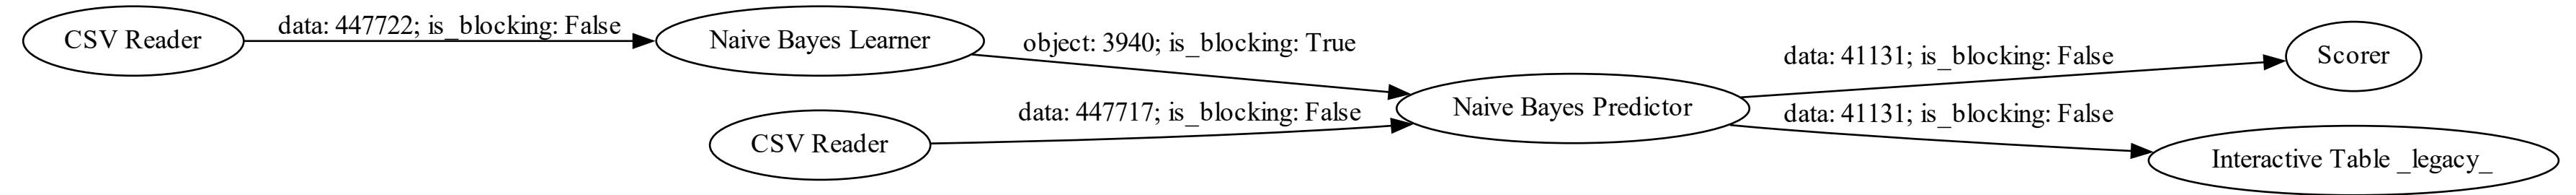 CSV Reader
data: 447722; is_blocking: False
Naive Bayes Learner
object: 3940; is_blocking: True
CSV Reader
data: 447717; is_blocking: False
Naive Bayes Predictor
data: 41131; is_blocking: False
Scorer
data: 41131; is_blocking: False
Interactive Table _legacy_